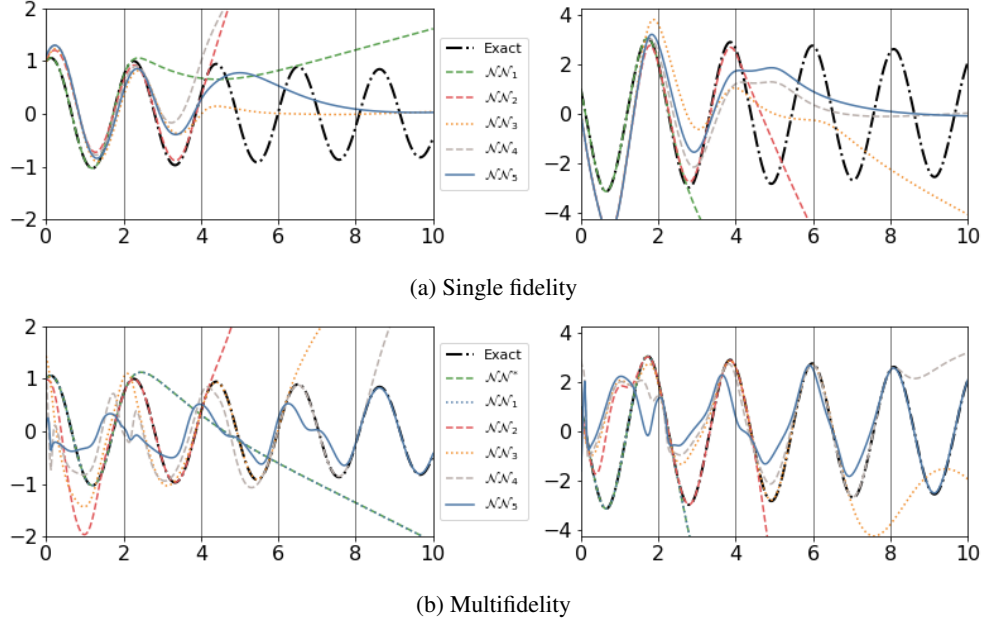 2
1
0
−1
−2
0 2 4 6 8 10
Exact
𝒩𝒩₁
𝒩𝒩₂
𝒩𝒩₃
𝒩𝒩₄
𝒩𝒩₅
4
2
0
−2
−4
0 2 4 6 8 10
(a) Single fidelity
2
1
0
−1
−2
0 2 4 6 8 10
Exact
𝒩𝒩*
𝒩𝒩₁
𝒩𝒩₂
𝒩𝒩₃
𝒩𝒩₄
𝒩𝒩₅
4
2
0
−2
−4
0 2 4 6 8 10
(b) Multifidelity